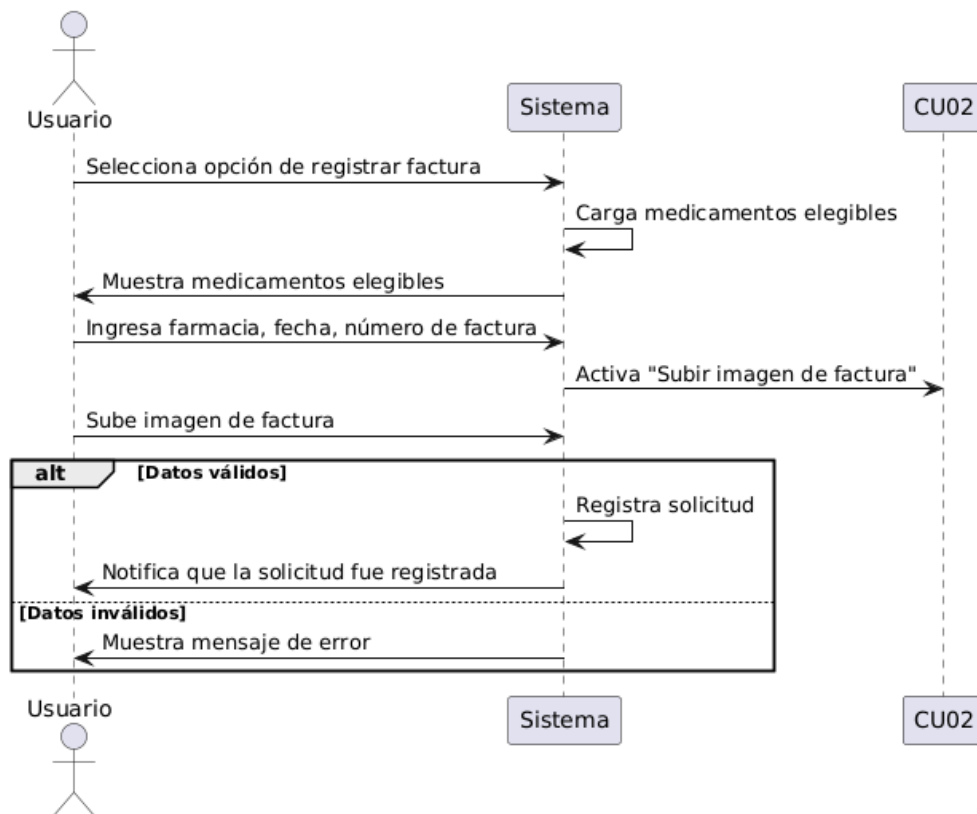 Usuario
Sistema
CU02
Selecciona opción de registrar factura
Carga medicamentos elegibles
Muestra medicamentos elegibles
Ingresa farmacia, fecha, número de factura
Activa "Subir imagen de factura"
Sube imagen de factura
alt [Datos válidos]
Registra solicitud
Notifica que la solicitud fue registrada
[Datos inválidos]
Muestra mensaje de error
Usuario
Sistema
CU02